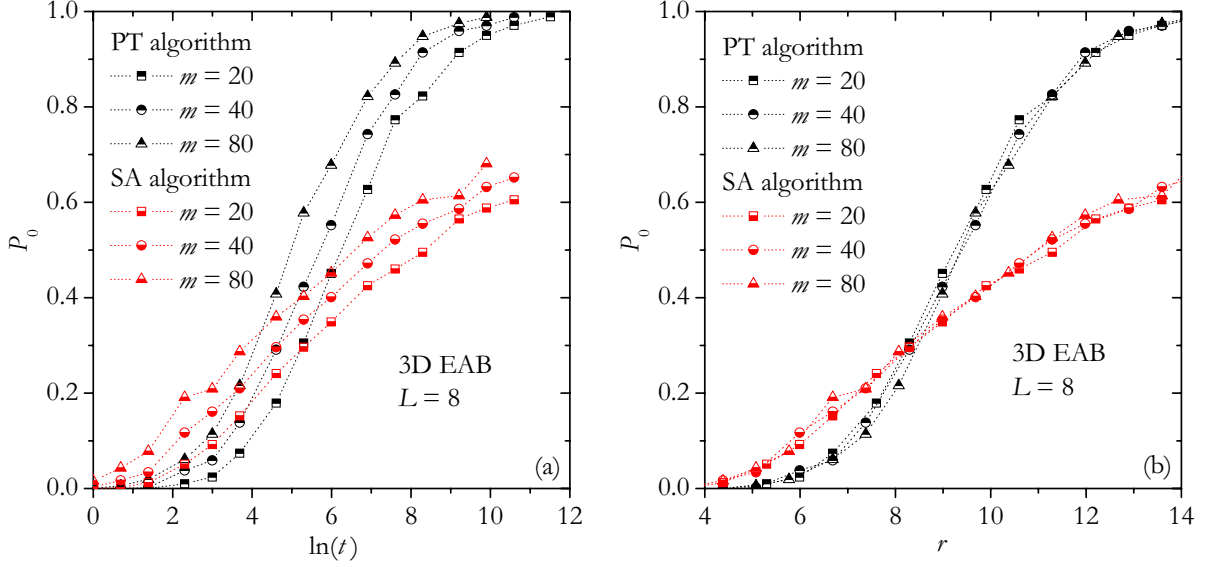 1.0
0.8
0.6
0.4
0.2
0.0
P0
PT algorithm
m = 20
m = 40
m = 80
SA algorithm
m = 20
m = 40
m = 80
3D EAB
L = 8
(a)
0 2 4 6 8 10 12
ln(t)
1.0
0.8
0.6
0.4
0.2
0.0
P0
PT algorithm
m = 20
m = 40
m = 80
SA algorithm
m = 20
m = 40
m = 80
3D EAB
L = 8
(b)
4 6 8 10 12 14
r